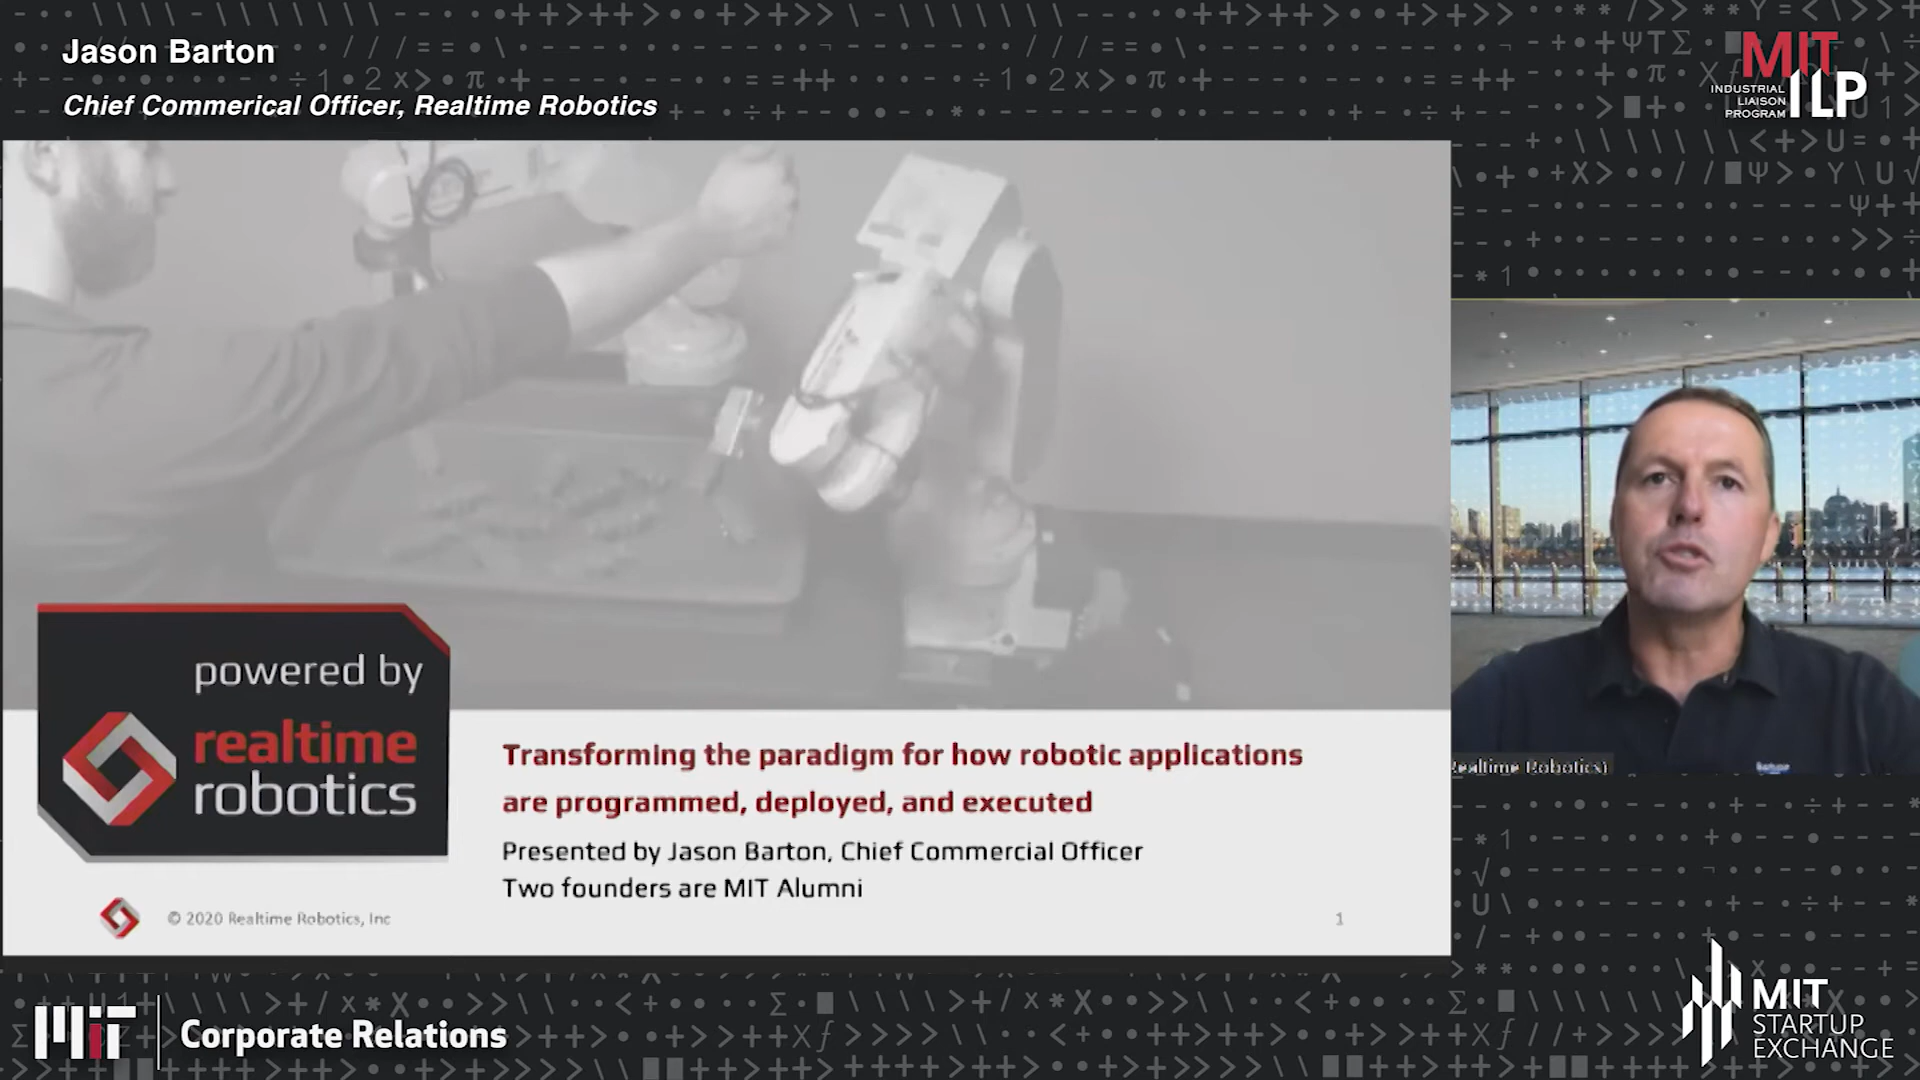 Jason Barton
Chief Commerical Officer, Realtime Robotics
MIT
INDUSTRIAL
LIAISON
PROGRAM
ILP
powered by
realtime
robotics
Transforming the paradigm for how robotic applications
are programmed, deployed, and executed
Presented by Jason Barton, Chief Commercial Officer
Two founders are MIT Alumni
© 2020 Realtime Robotics, Inc
1
Realtime Robotics)
MIT
Corporate Relations
MIT
STARTUP
EXCHANGE